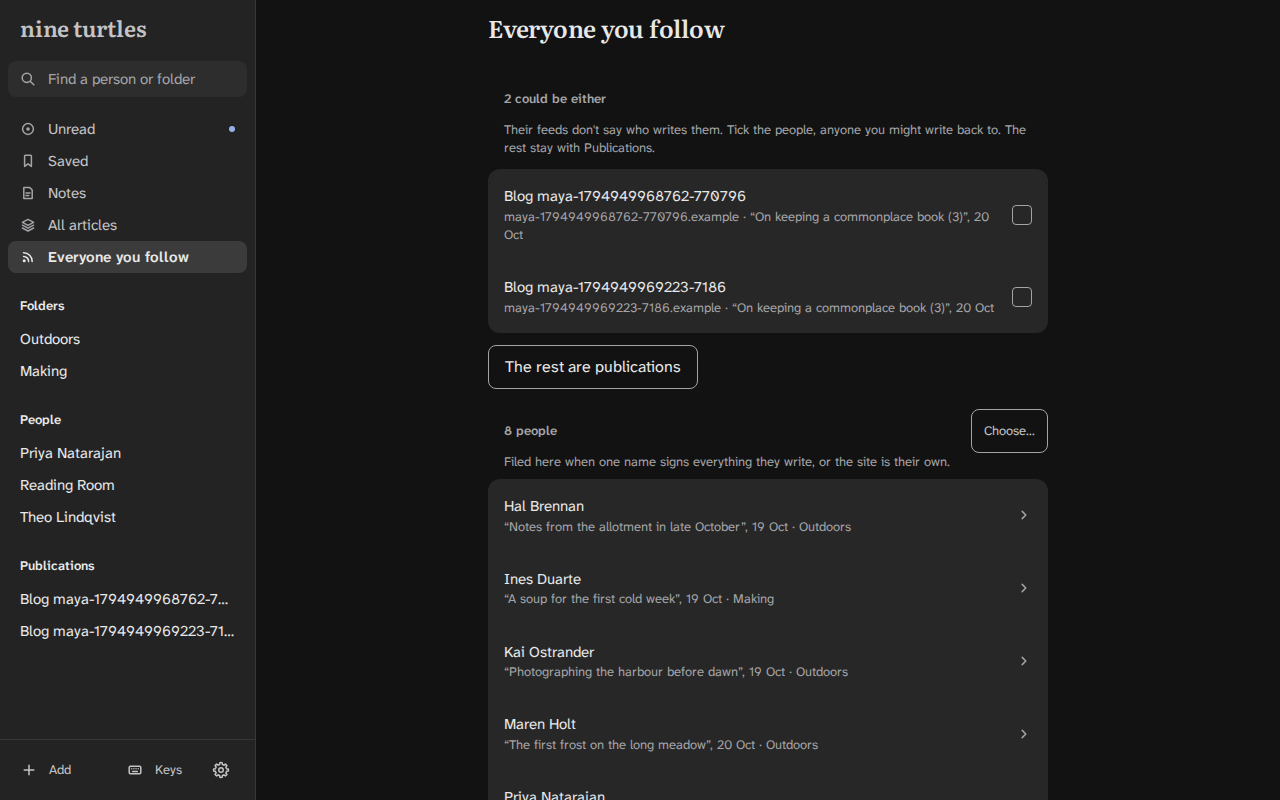 nine turtles
Find a person or folder
Unread
Saved
Notes
All articles
Everyone you follow
Folders
Outdoors
Making
People
Priya Natarajan
Reading Room
Theo Lindqvist
Publications
Blog maya-1794949968762-7…
Blog maya-1794949969223-71…
Add
Keys
Everyone you follow
2 could be either
Their feeds don't say who writes them. Tick the people, anyone you might write back to. The
rest stay with Publications.
Blog maya-1794949968762-770796
maya-1794949968762-770796.example · “On keeping a commonplace book (3)”, 20
Oct
Blog maya-1794949969223-7186
maya-1794949969223-7186.example · “On keeping a commonplace book (3)”, 20 Oct
The rest are publications
8 people
Choose…
Filed here when one name signs everything they write, or the site is their own.
Hal Brennan
“Notes from the allotment in late October”, 19 Oct · Outdoors
Ines Duarte
“A soup for the first cold week”, 19 Oct · Making
Kai Ostrander
“Photographing the harbour before dawn”, 19 Oct · Outdoors
Maren Holt
“The first frost on the long meadow”, 20 Oct · Outdoors
Priya Natarajan